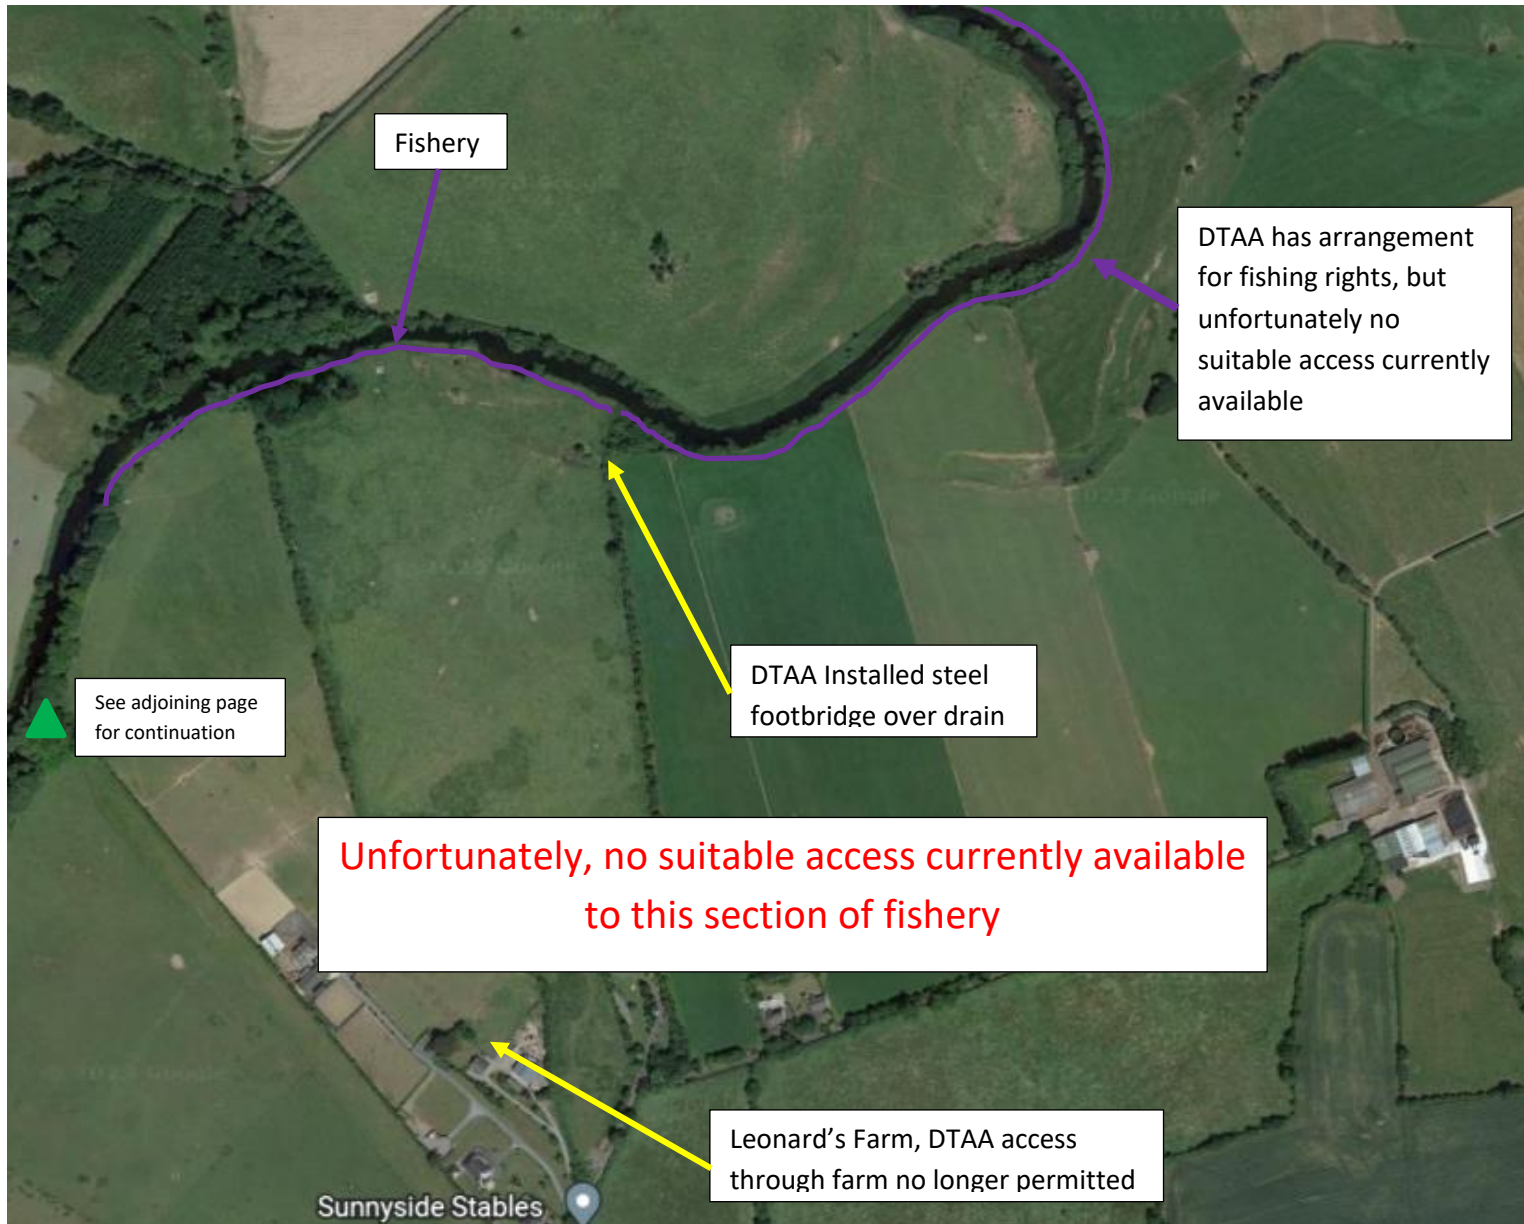 Fishery
DTAA has arrangement
for fishing rights, but
unfortunately no
suitable access currently
available
DTAA Installed steel
footbridge over drain
See adjoining page
for continuation
Unfortunately, no suitable access currently available
to this section of fishery
Leonard’s Farm, DTAA access
through farm no longer permitted
Sunnyside Stables